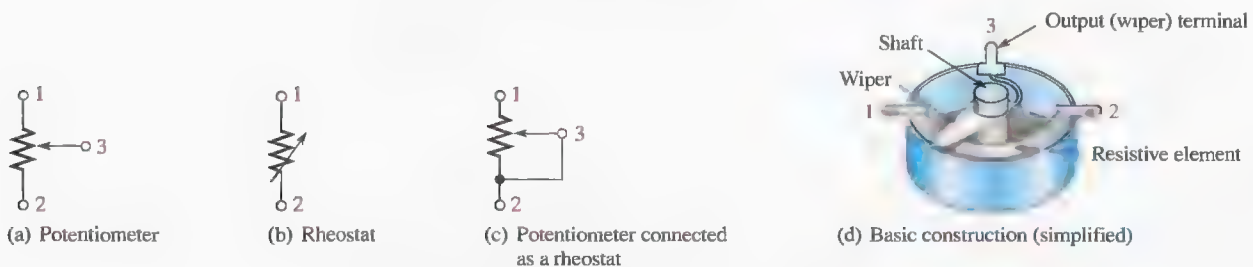 1
3
2
(a) Potentiometer
1
2
(b) Rheostat
1
3
2
(c) Potentiometer connected
as a rheostat
3
Output (wiper) terminal
Shaft
Wiper
1
2
Resistive element
(d) Basic construction (simplified)